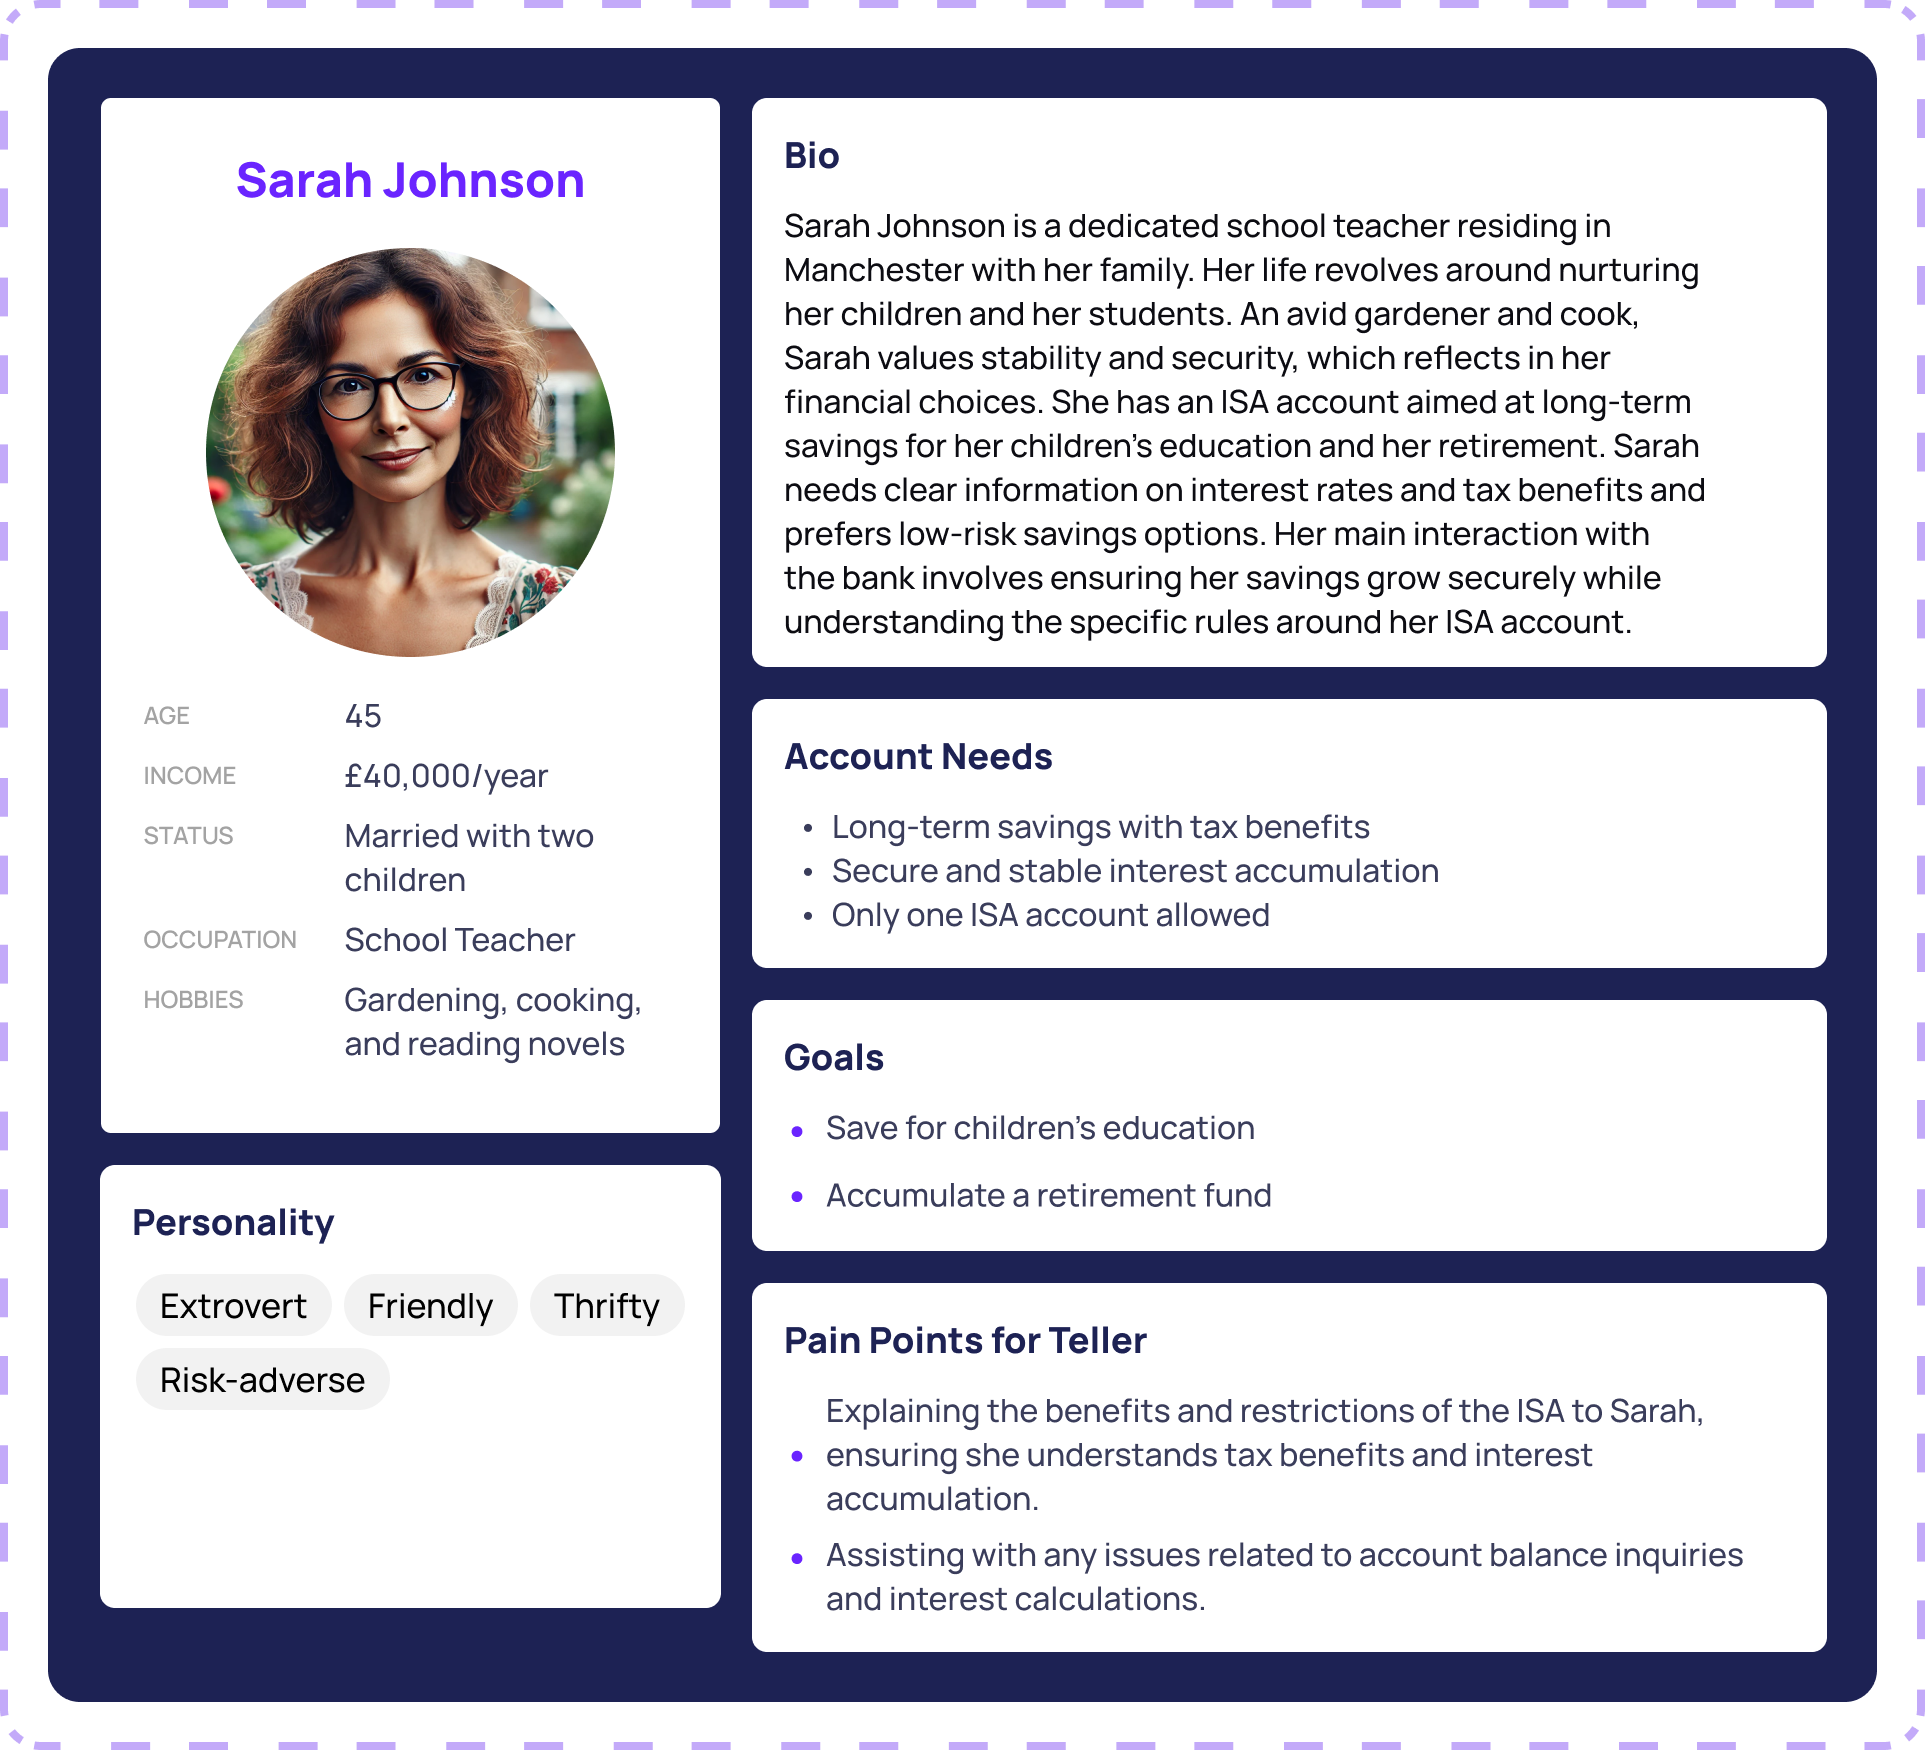 Sarah Johnson
AGE 45
INCOME £40,000/year
STATUS Married with two
children
OCCUPATION School Teacher
HOBBIES Gardening, cooking,
and reading novels
Personality
Extrovert Friendly Thrifty
Risk-adverse
Bio
Sarah Johnson is a dedicated school teacher residing in
Manchester with her family. Her life revolves around nurturing
her children and her students. An avid gardener and cook,
Sarah values stability and security, which reflects in her
financial choices. She has an ISA account aimed at long-term
savings for her children’s education and her retirement. Sarah
needs clear information on interest rates and tax benefits and
prefers low-risk savings options. Her main interaction with
the bank involves ensuring her savings grow securely while
understanding the specific rules around her ISA account.
Account Needs
• Long-term savings with tax benefits
• Secure and stable interest accumulation
• Only one ISA account allowed
Goals
• Save for children’s education
• Accumulate a retirement fund
Pain Points for Teller
Explaining the benefits and restrictions of the ISA to Sarah,
• ensuring she understands tax benefits and interest
accumulation.
• Assisting with any issues related to account balance inquiries
and interest calculations.